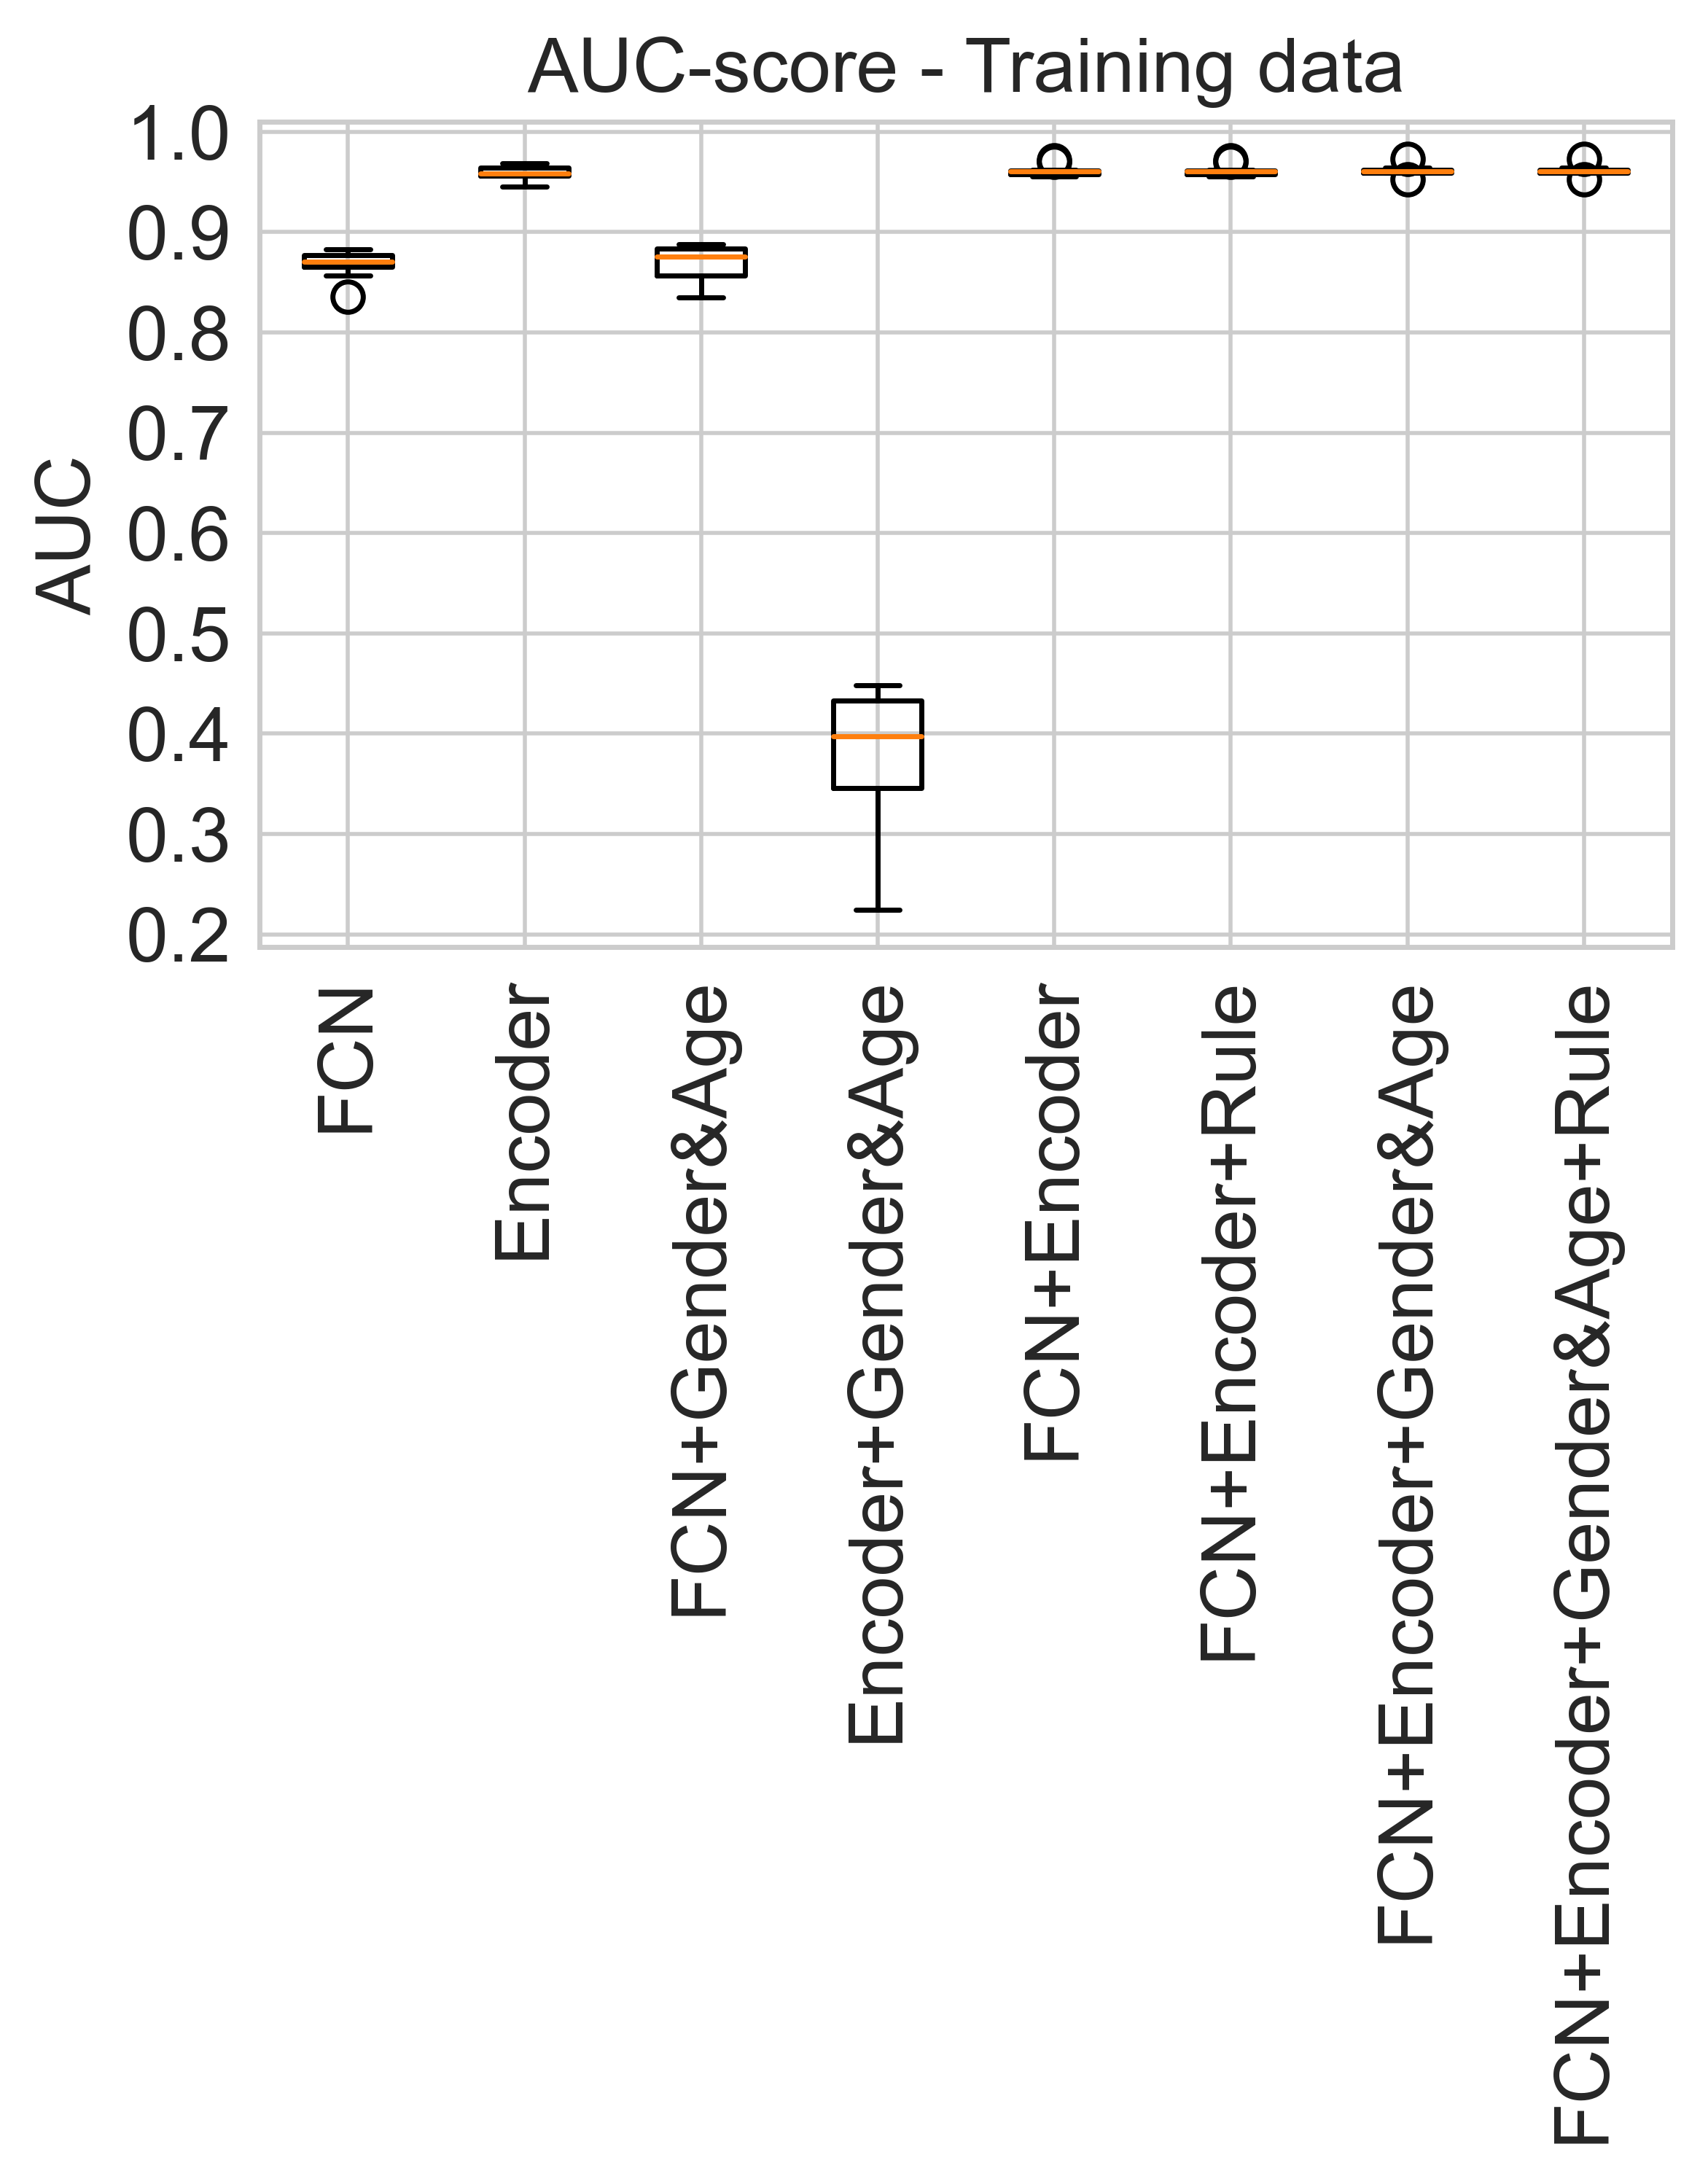 AUC-score - Training data
AUC
1.0
0.9
0.8
0.7
0.6
0.5
0.4
0.3
0.2
FCN
Encoder
FCN+Gender&Age
Encoder+Gender&Age
FCN+Encoder
FCN+Encoder+Rule
FCN+Encoder+Gender&Age
FCN+Encoder+Gender&Age+Rule